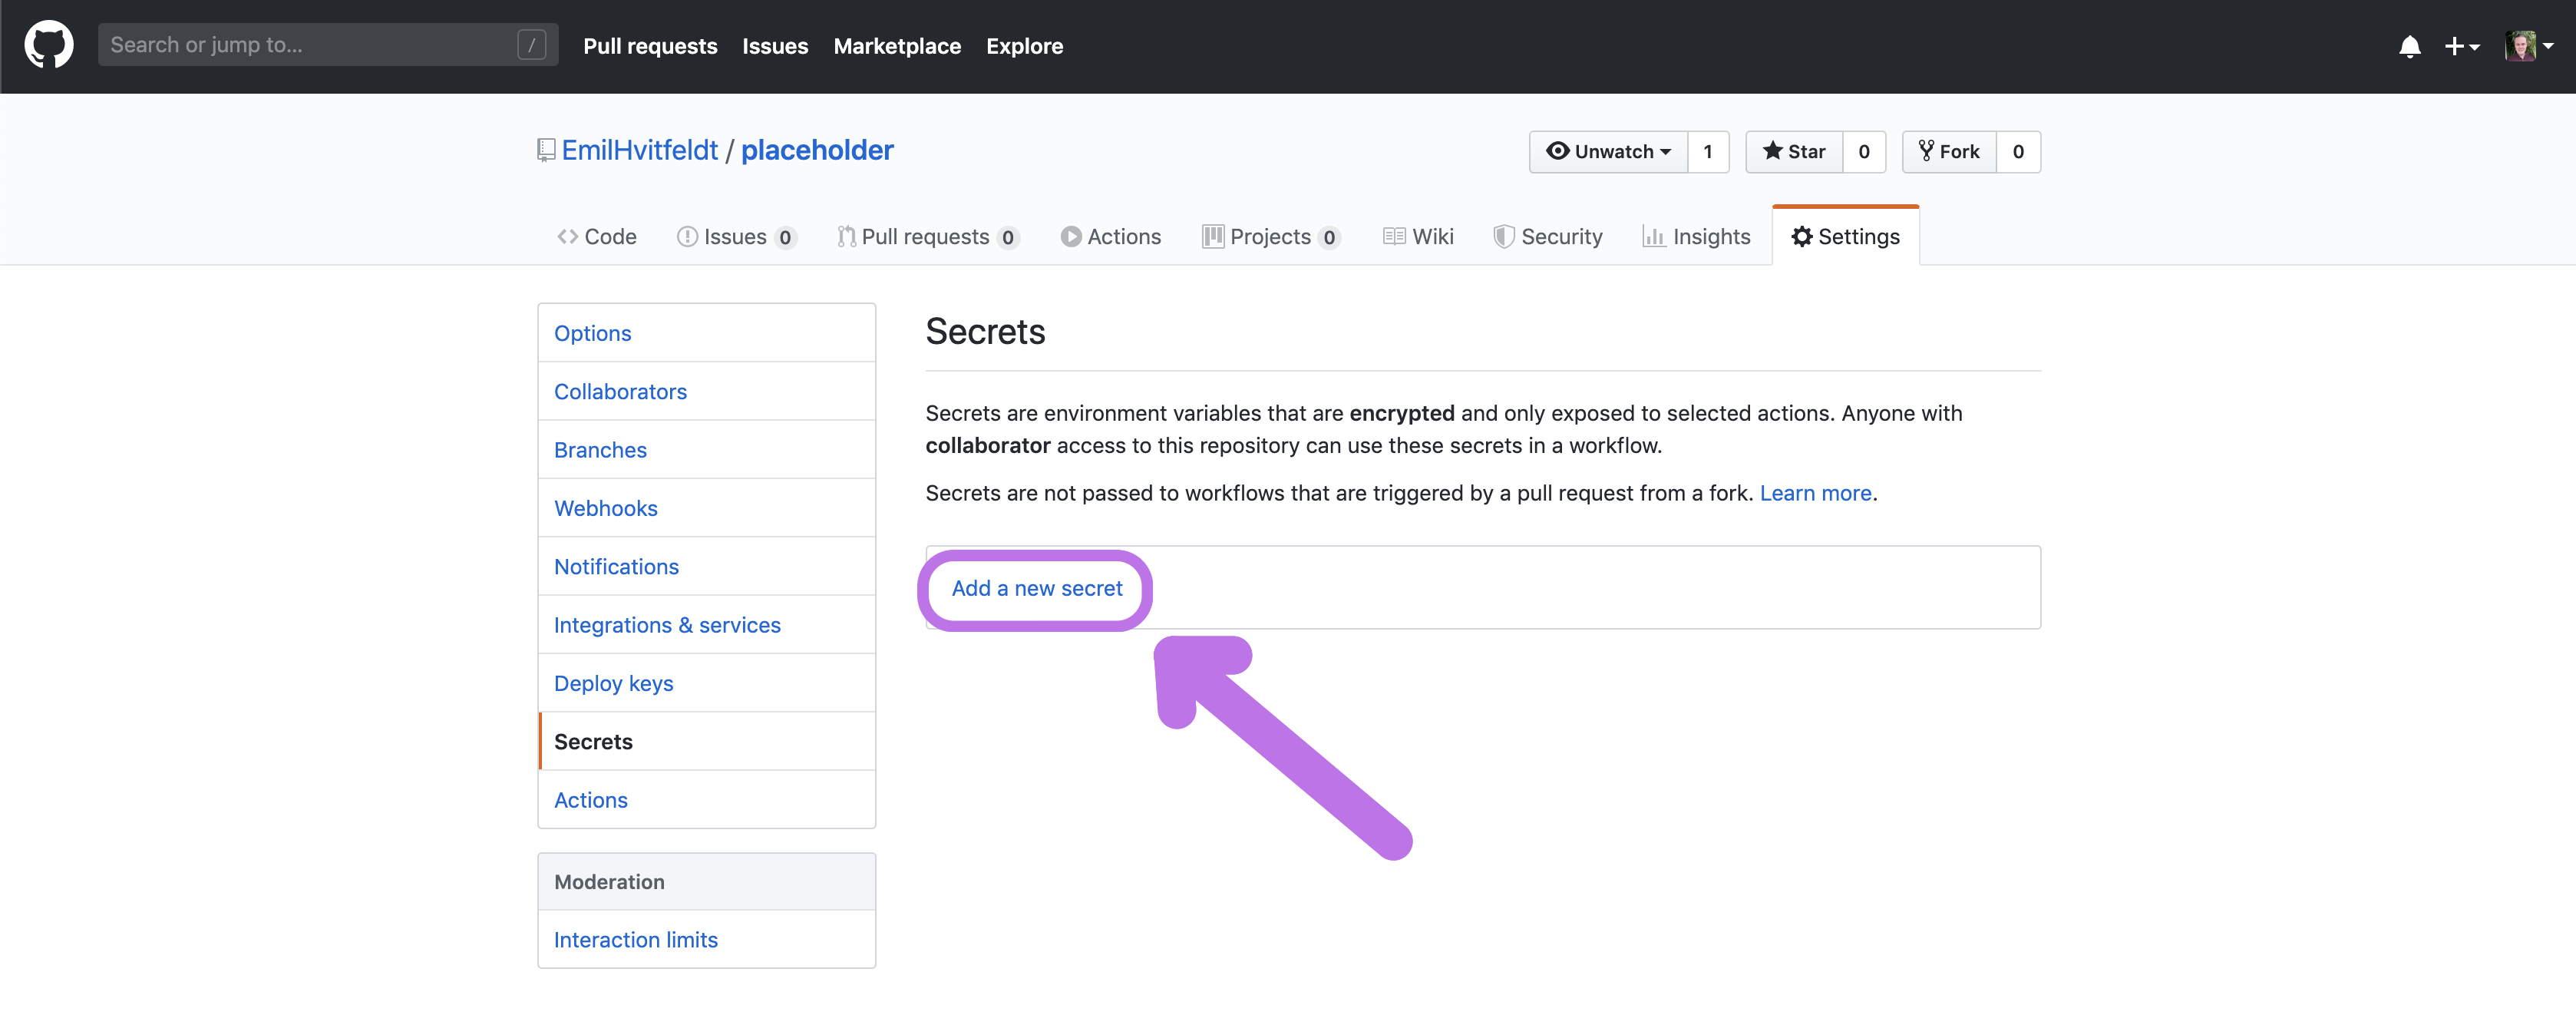 Search or jump to... /
Pull requests Issues Marketplace Explore
EmilHvitfeldt / placeholder
Unwatch 1 Star 0 Fork 0
Code Issues 0 Pull requests 0 Actions Projects 0 Wiki Security Insights Settings
Options
Collaborators
Branches
Webhooks
Notifications
Integrations & services
Deploy keys
Secrets
Actions
Moderation
Interaction limits
Secrets
Secrets are environment variables that are encrypted and only exposed to selected actions. Anyone with
collaborator access to this repository can use these secrets in a workflow.
Secrets are not passed to workflows that are triggered by a pull request from a fork. Learn more.
Add a new secret